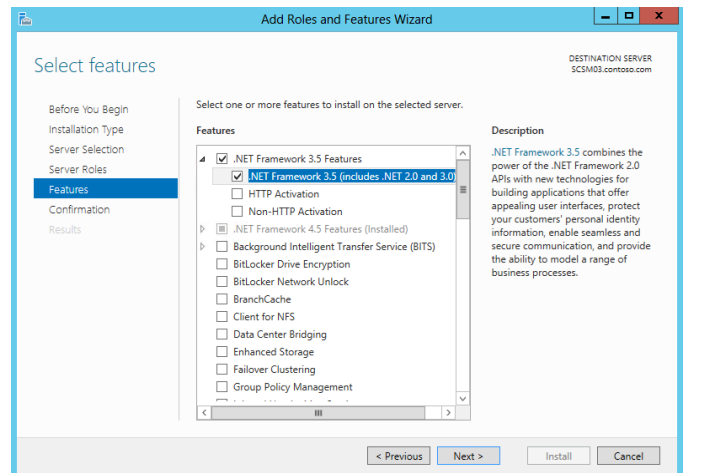 Add Roles and Features Wizard
Select features
DESTINATION SERVER
SCSM03.contoso.com
Before You Begin
Installation Type
Server Selection
Server Roles
Features
Confirmation
Results
Select one or more features to install on the selected server.
Features
.NET Framework 3.5 Features
.NET Framework 3.5 (includes .NET 2.0 and 3.0)
HTTP Activation
Non-HTTP Activation
.NET Framework 4.5 Features (Installed)
Background Intelligent Transfer Service (BITS)
BitLocker Drive Encryption
BitLocker Network Unlock
BranchCache
Client for NFS
Data Center Bridging
Enhanced Storage
Failover Clustering
Group Policy Management
Description
.NET Framework 3.5 combines the
power of the .NET Framework 2.0
APIs with new technologies for
building applications that offer
appealing user interfaces, protect
your customers' personal identity
information, enable seamless and
secure communication, and provide
the ability to model a range of
business processes.
< Previous
Next >
Install
Cancel